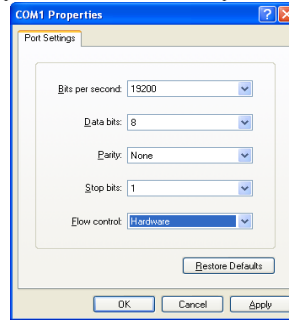 COM1 Properties
Port Settings
Bits per second: 19200
Data bits: 8
Parity: None
Stop bits: 1
Flow control: Hardware
Restore Defaults
OK Cancel Apply